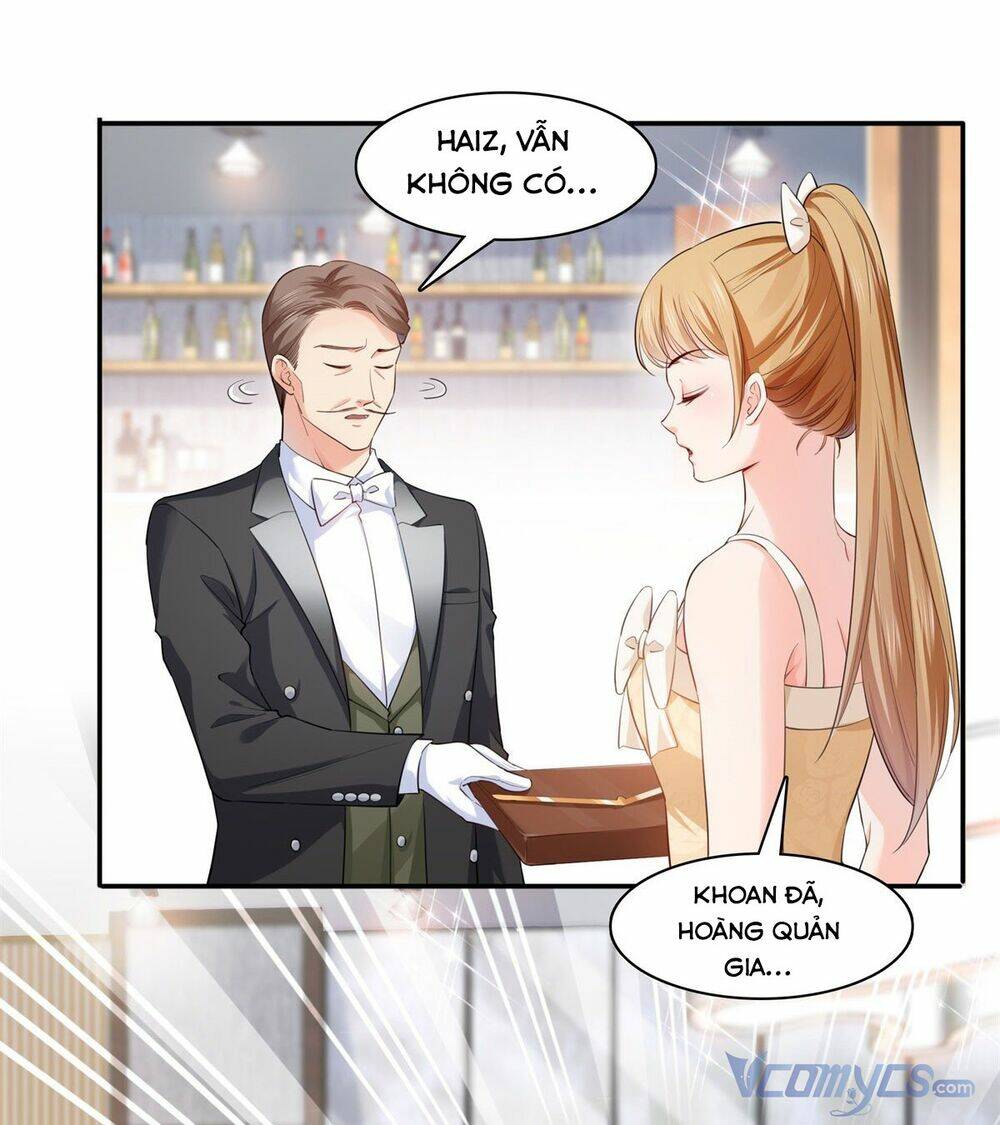 HAIZ, VẪN
KHÔNG CÓ...
KHOAN ĐÃ,
HOÀNG QUẢN
GIA...
Vcomycs.com